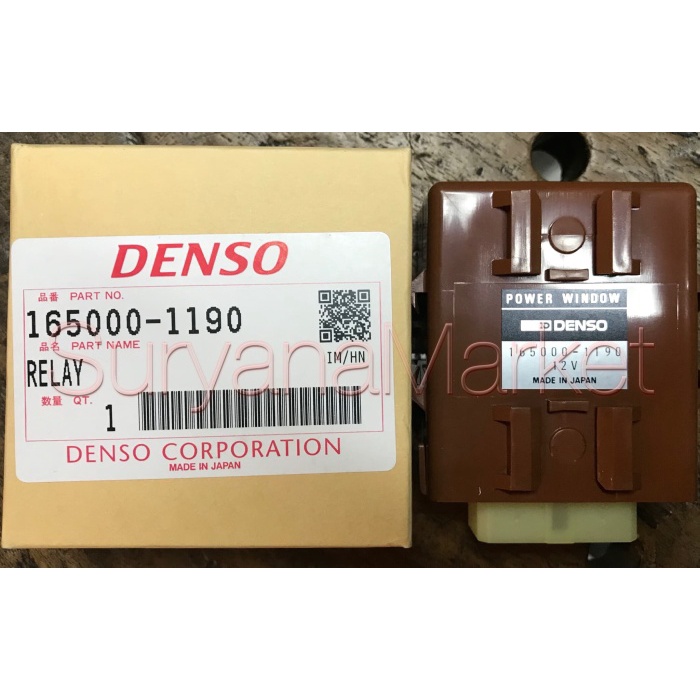 DENSO
品番 PART NO.
165000-1190
品名 PART NAME
IM/HN
RELAY
数量 QT.
1
DENSO CORPORATION
MADE IN JAPAN
POWER WINDOW
DENSO
165000-1190
12V
MADE IN JAPAN
SuryanaMarket